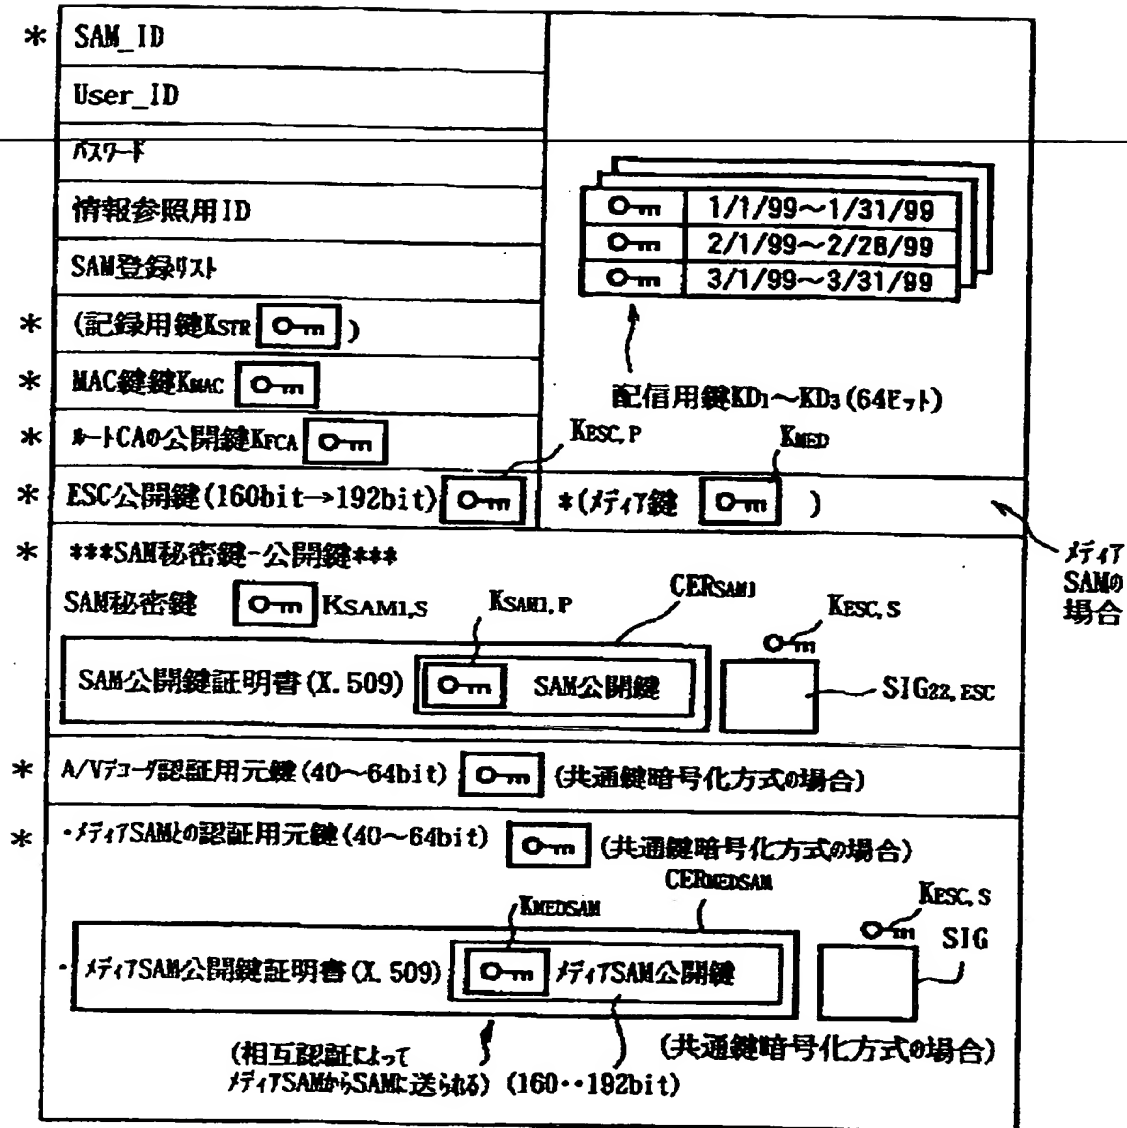 * SAM_ID
User_ID
パスワード
情報参照用ID
SAM登録リスト
* (記録用鍵KSTR )
* MAC鍵鍵KMAC
* ルートCAの公開鍵KFCA
1/1/99~1/31/99
2/1/99~2/28/99
3/1/99~3/31/99
配信用鍵KD1~KD3(64ビット)
KESC, P
KMED
* ESC公開鍵(160bit→192bit)
*(メディア鍵 )
メディア
SAMの
場合
* ***SAM秘密鍵-公開鍵***
SAM秘密鍵 KSAM1,S
KSAM1, P
CERSAM1
KESC, S
SAM公開鍵証明書(X.509)
SAM公開鍵
SIG22, ESC
* A/Vデコーダ認証用元鍵(40~64bit) (共通鍵暗号化方式の場合)
* ・メディアSAMとの認証用元鍵(40~64bit) (共通鍵暗号化方式の場合)
KMEDSAM
CERMEDSAM
KESC, S
SIG
・メディアSAM公開鍵証明書(X.509)
メディアSAM公開鍵
(共通鍵暗号化方式の場合)
(相互認証によって
メディアSAMからSAMに送られる)
(160‥192bit)